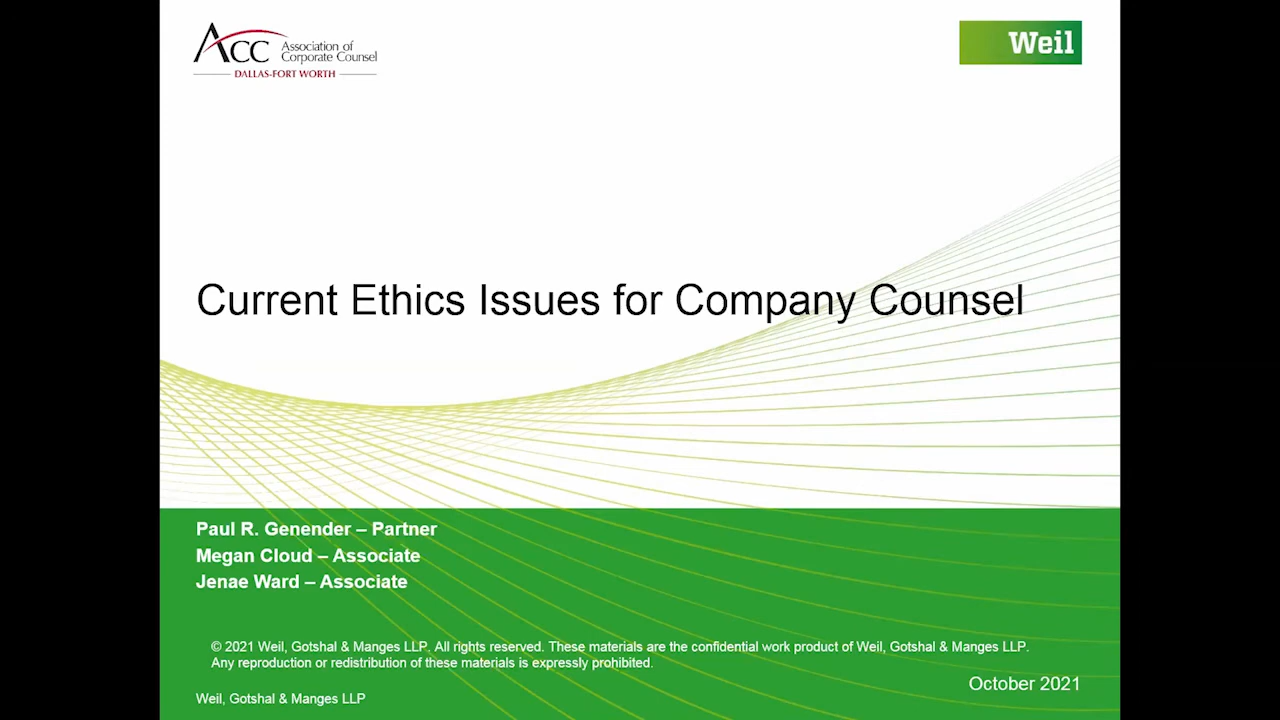 ACC Association of
Corporate Counsel
DALLAS-FORT WORTH
Weil
Current Ethics Issues for Company Counsel
Paul R. Genender – Partner
Megan Cloud – Associate
Jenae Ward – Associate
© 2021 Weil, Gotshal & Manges LLP. All rights reserved. These materials are the confidential work product of Weil, Gotshal & Manges LLP.
Any reproduction or redistribution of these materials is expressly prohibited.
October 2021
Weil, Gotshal & Manges LLP